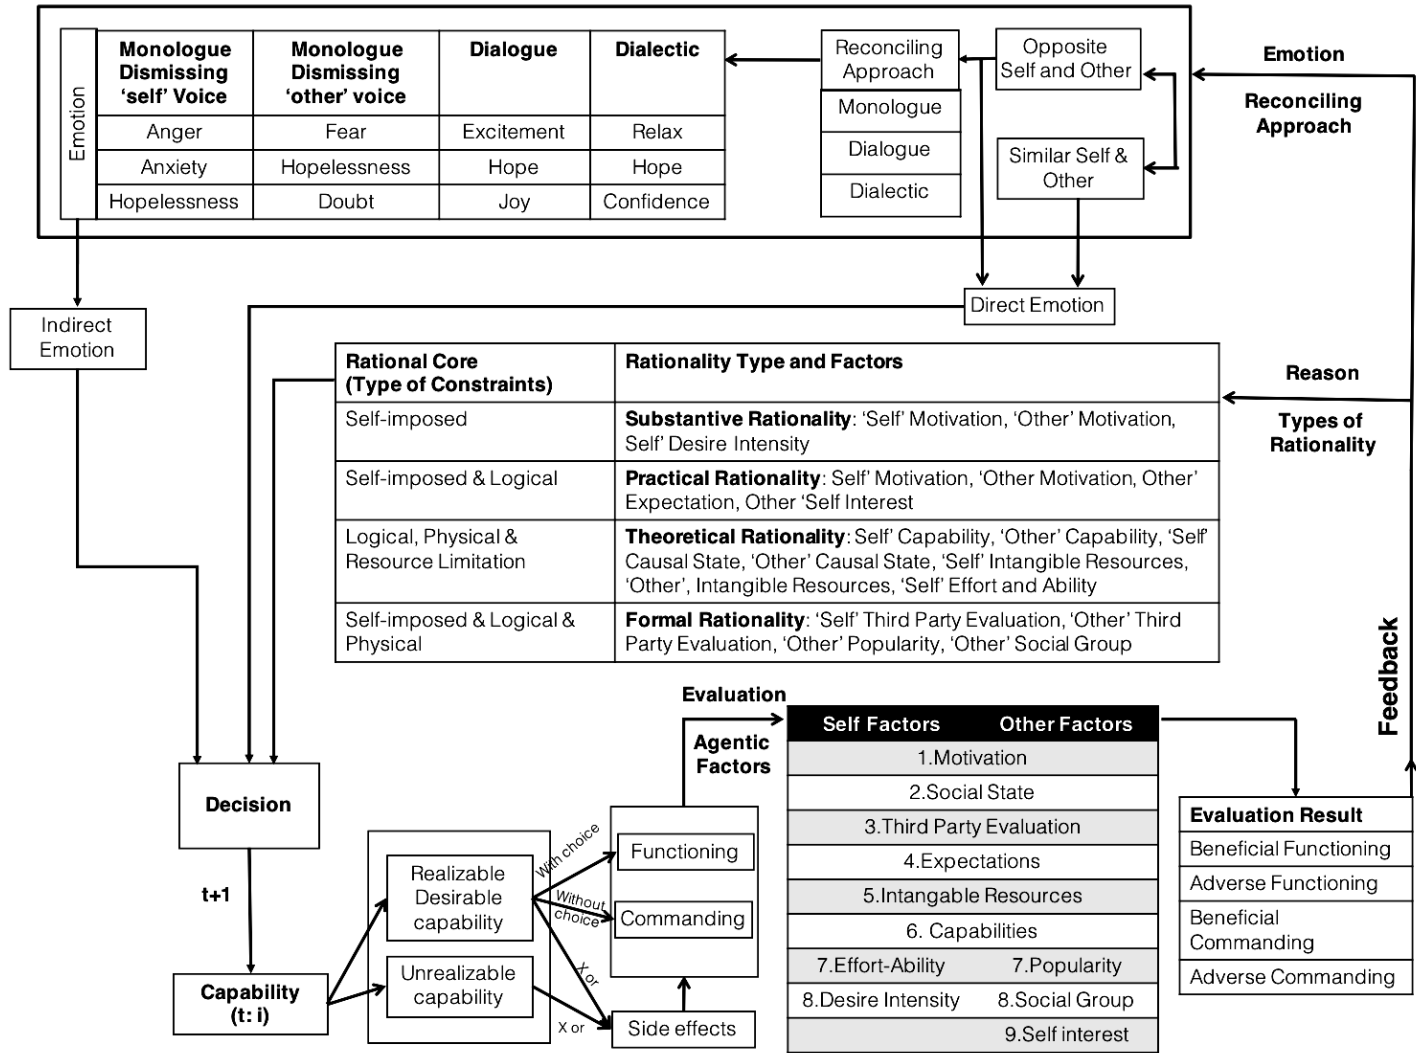 Emotion
Monologue
Dismissing
‘self’ Voice
Monologue
Dismissing
‘other’ voice
Dialogue
Dialectic
Anger
Fear
Excitement
Relax
Anxiety
Hopelessness
Hope
Hope
Hopelessness
Doubt
Joy
Confidence
Reconciling
Approach
Monologue
Dialogue
Dialectic
Opposite
Self and Other
Similar Self &
Other
Emotion
Reconciling
Approach
Indirect
Emotion
Direct Emotion
Rational Core
(Type of Constraints)
Rationality Type and Factors
Self-imposed
Substantive Rationality: ‘Self’ Motivation, ‘Other’ Motivation,
Self’ Desire Intensity
Self-imposed & Logical
Practical Rationality: Self’ Motivation, ‘Other Motivation, Other’
Expectation, Other ‘Self Interest
Logical, Physical &
Resource Limitation
Theoretical Rationality: Self’ Capability, ‘Other’ Capability, ‘Self’
Causal State, ‘Other’ Causal State, ‘Self’ Intangible Resources,
‘Other’, Intangible Resources, ‘Self’ Effort and Ability
Self-imposed & Logical &
Physical
Formal Rationality: ‘Self’ Third Party Evaluation, ‘Other’ Third
Party Evaluation, ‘Other’ Popularity, ‘Other’ Social Group
Reason
Types of
Rationality
Feedback
Decision
t+1
Capability
(t: i)
Realizable
Desirable
capability
Unrealizable
capability
With choice
Without
choice
X or
X or
Functioning
Commanding
Side effects
Evaluation
Agentic
Factors
Self Factors
Other Factors
1.Motivation
2.Social State
3.Third Party Evaluation
4.Expectations
5.Intangable Resources
6. Capabilities
7.Effort-Ability
7.Popularity
8.Desire Intensity
8.Social Group
9.Self interest
Evaluation Result
Beneficial Functioning
Adverse Functioning
Beneficial
Commanding
Adverse Commanding